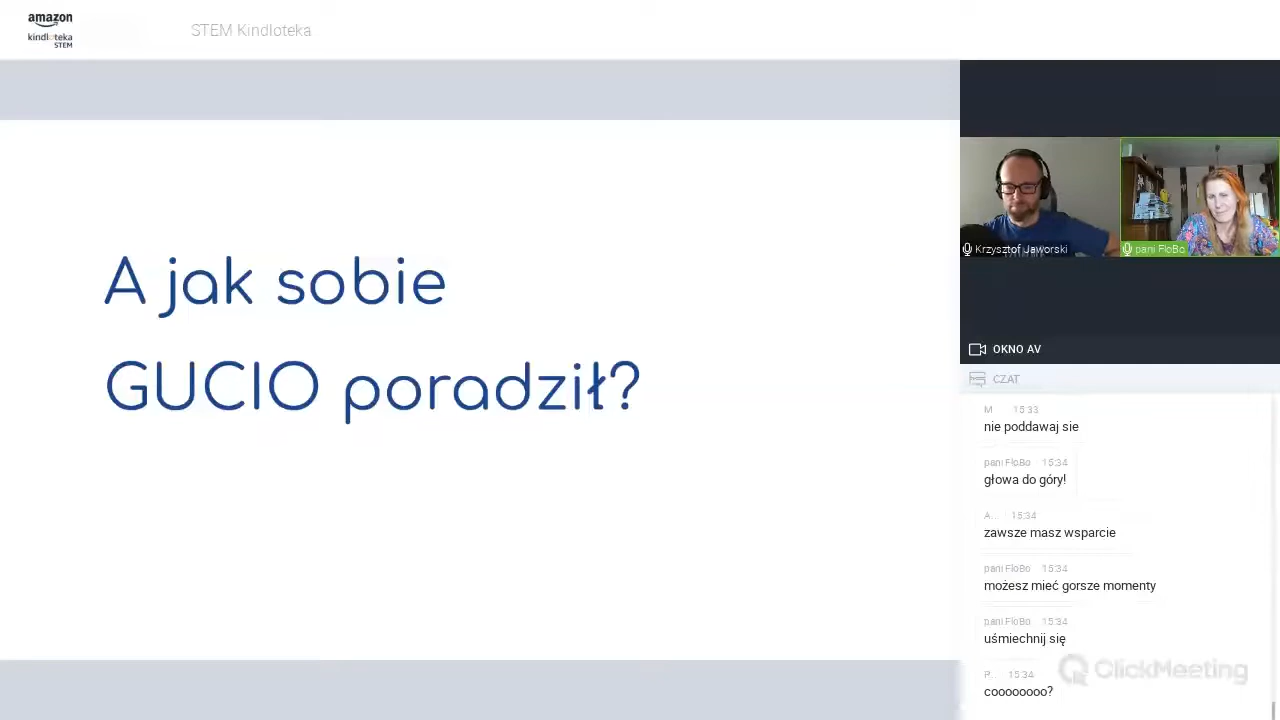 amazon
kindloteka
STEM
STEM Kindloteka
A jak sobie
GUCIO poradził?
Krzysztof Jaworski
pani FloBo
OKNO AV
CZAT
M 15:33
nie poddawaj sie
pani FloBo 15:34
głowa do góry!
A... 15:34
zawsze masz wsparcie
pani FloBo 15:34
możesz mieć gorsze momenty
pani FloBo 15:34
uśmiechnij się
P... 15:34
coooooooo?
ClickMeeting